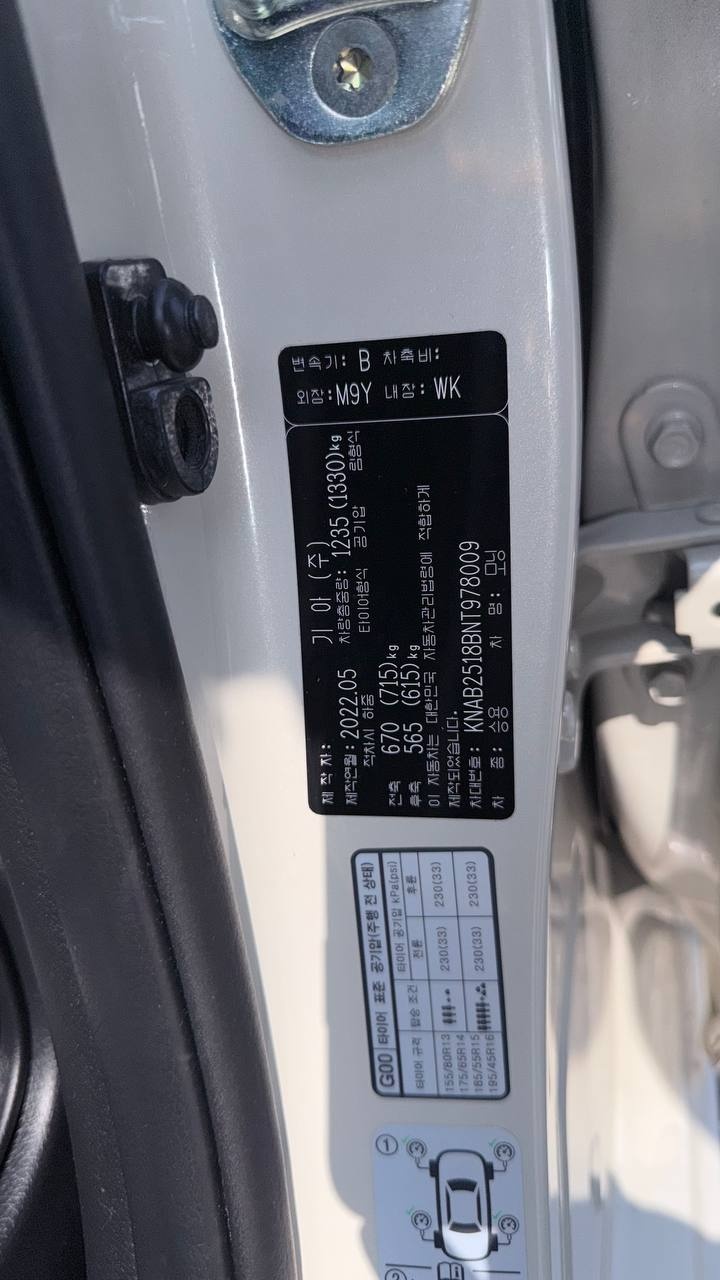 변속기: B 차축비:
외장: M9Y 내장: WK
제 작 자: 기 아 (주)
제작연월: 2022.05 차량총중량: 1235 (1330)kg
적차시 하중 타이어형식 공기압 림형식
전축 670 (715)kg
후축 565 (615)kg
이 자동차는 대한민국 자동차관리법령에 적합하게
제작되었습니다.
차대번호: KNAB2518BNT978009
차 종: 승용 차 명: 모닝
G00 타이어 표준 공기압(주행 전 상태)
타이어 규격 탑승 조건 타이어 공기압 kPa(psi)
전륜 후륜
155/80R13 230(33) 230(33)
175/65R14
185/55R15 230(33) 230(33)
195/45R16
1
2